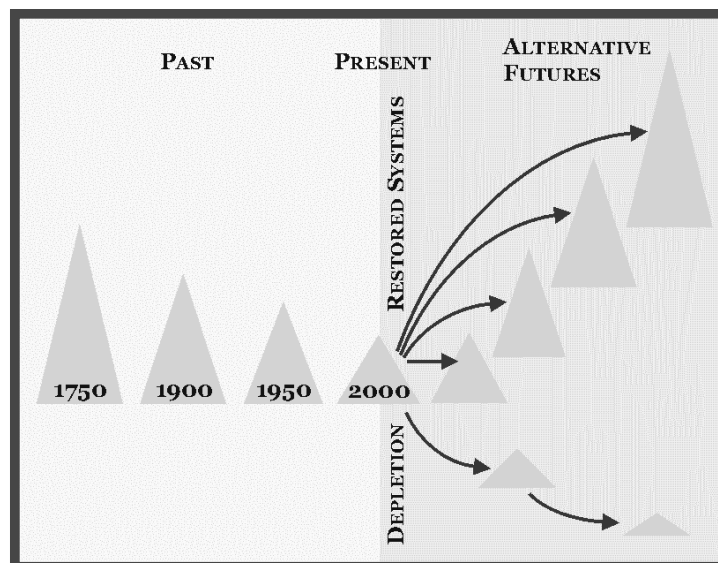 PAST
PRESENT
ALTERNATIVE
FUTURES
RESTORED SYSTEMS
1750
1900
1950
2000
DEPLETION